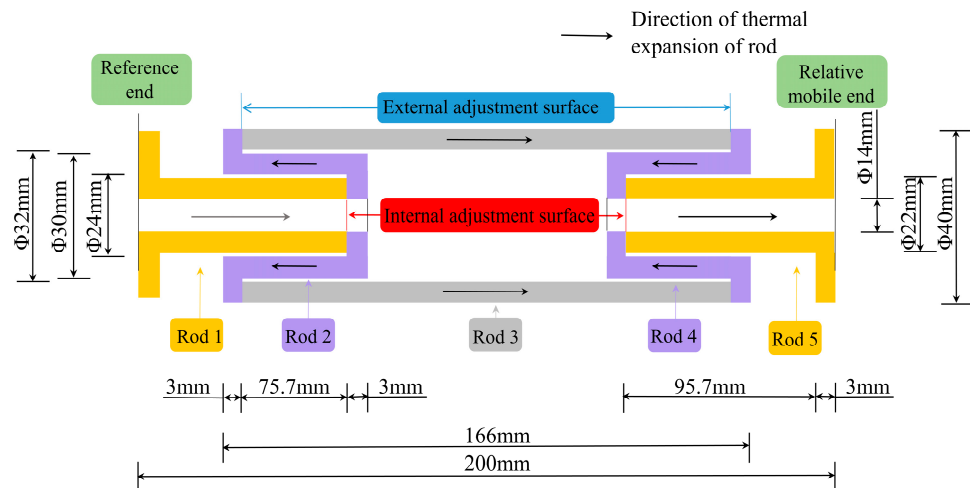 Direction of thermal
expansion of rod
Reference
end
Relative
mobile end
External adjustment surface
Internal adjustment surface
Φ32mm
Φ30mm
Φ24mm
Φ14mm
Φ22mm
Φ40mm
Rod 1
Rod 2
Rod 3
Rod 4
Rod 5
3mm
75.7mm
3mm
95.7mm
3mm
166mm
200mm